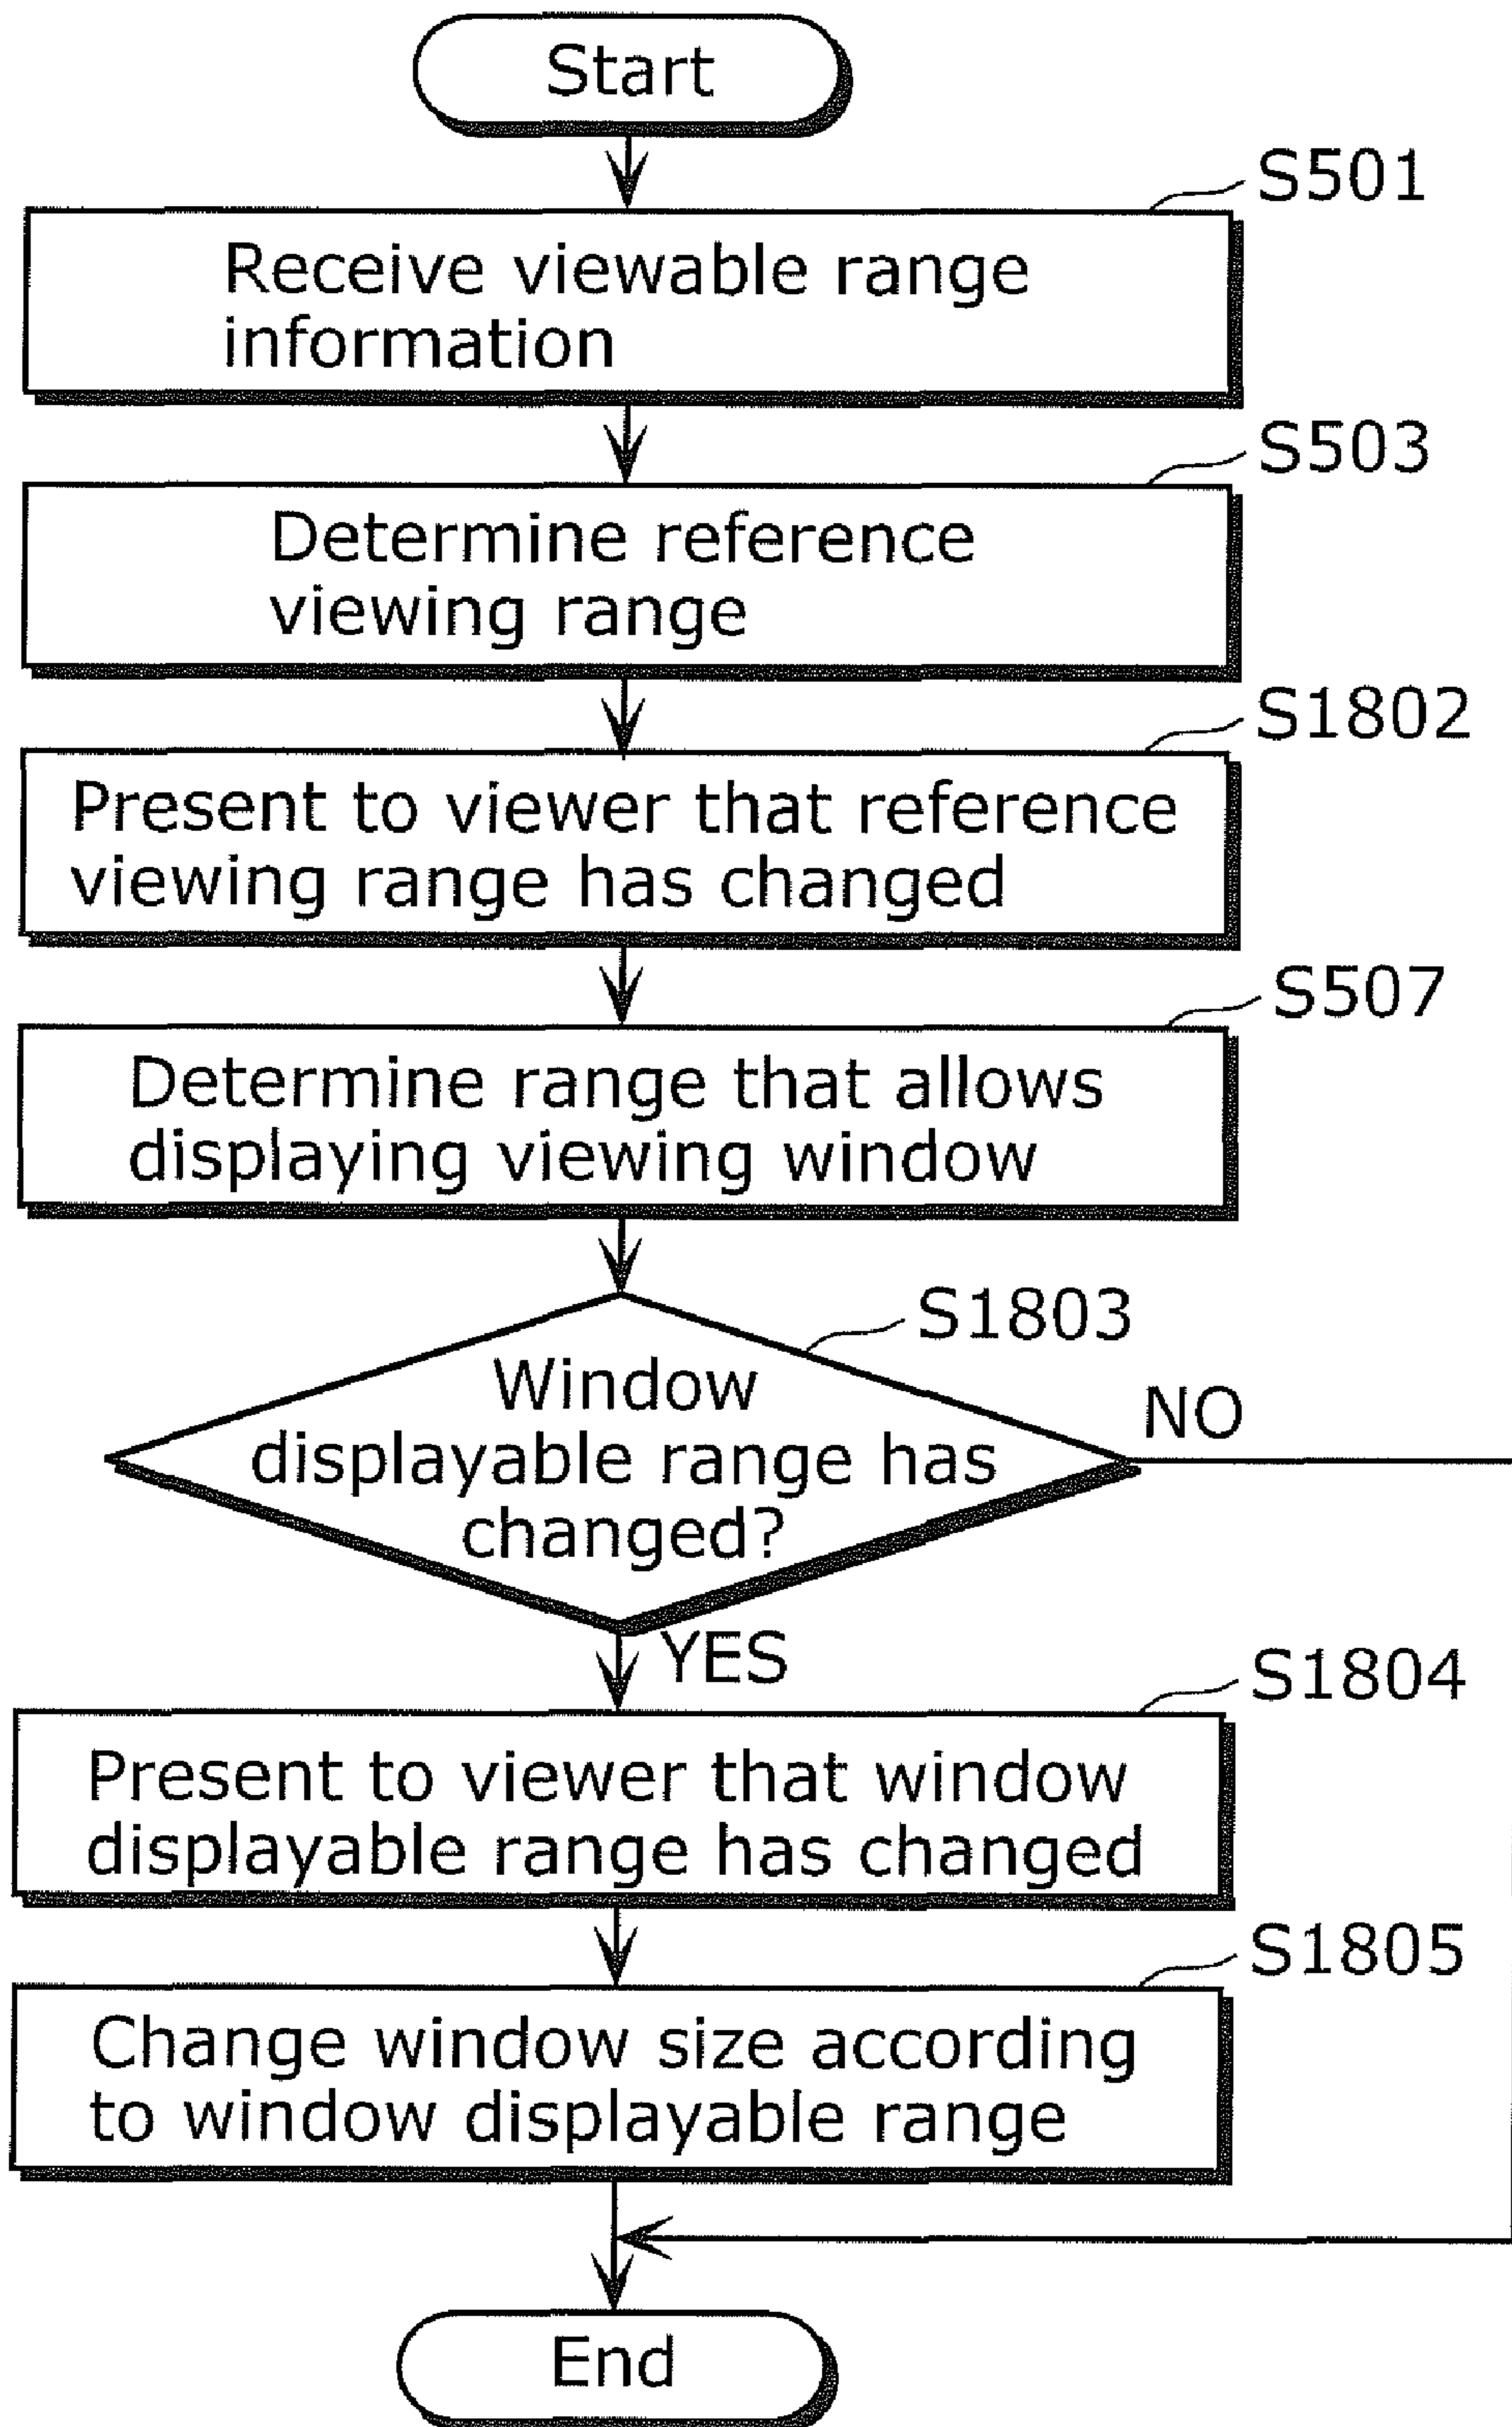 Start
S501
Receive viewable range
information
S503
Determine reference
viewing range
S1802
Present to viewer that reference
viewing range has changed
S507
Determine range that allows
displaying viewing window
S1803
Window
displayable range has
changed?
NO
YES
S1804
Present to viewer that window
displayable range has changed
S1805
Change window size according
to window displayable range
End